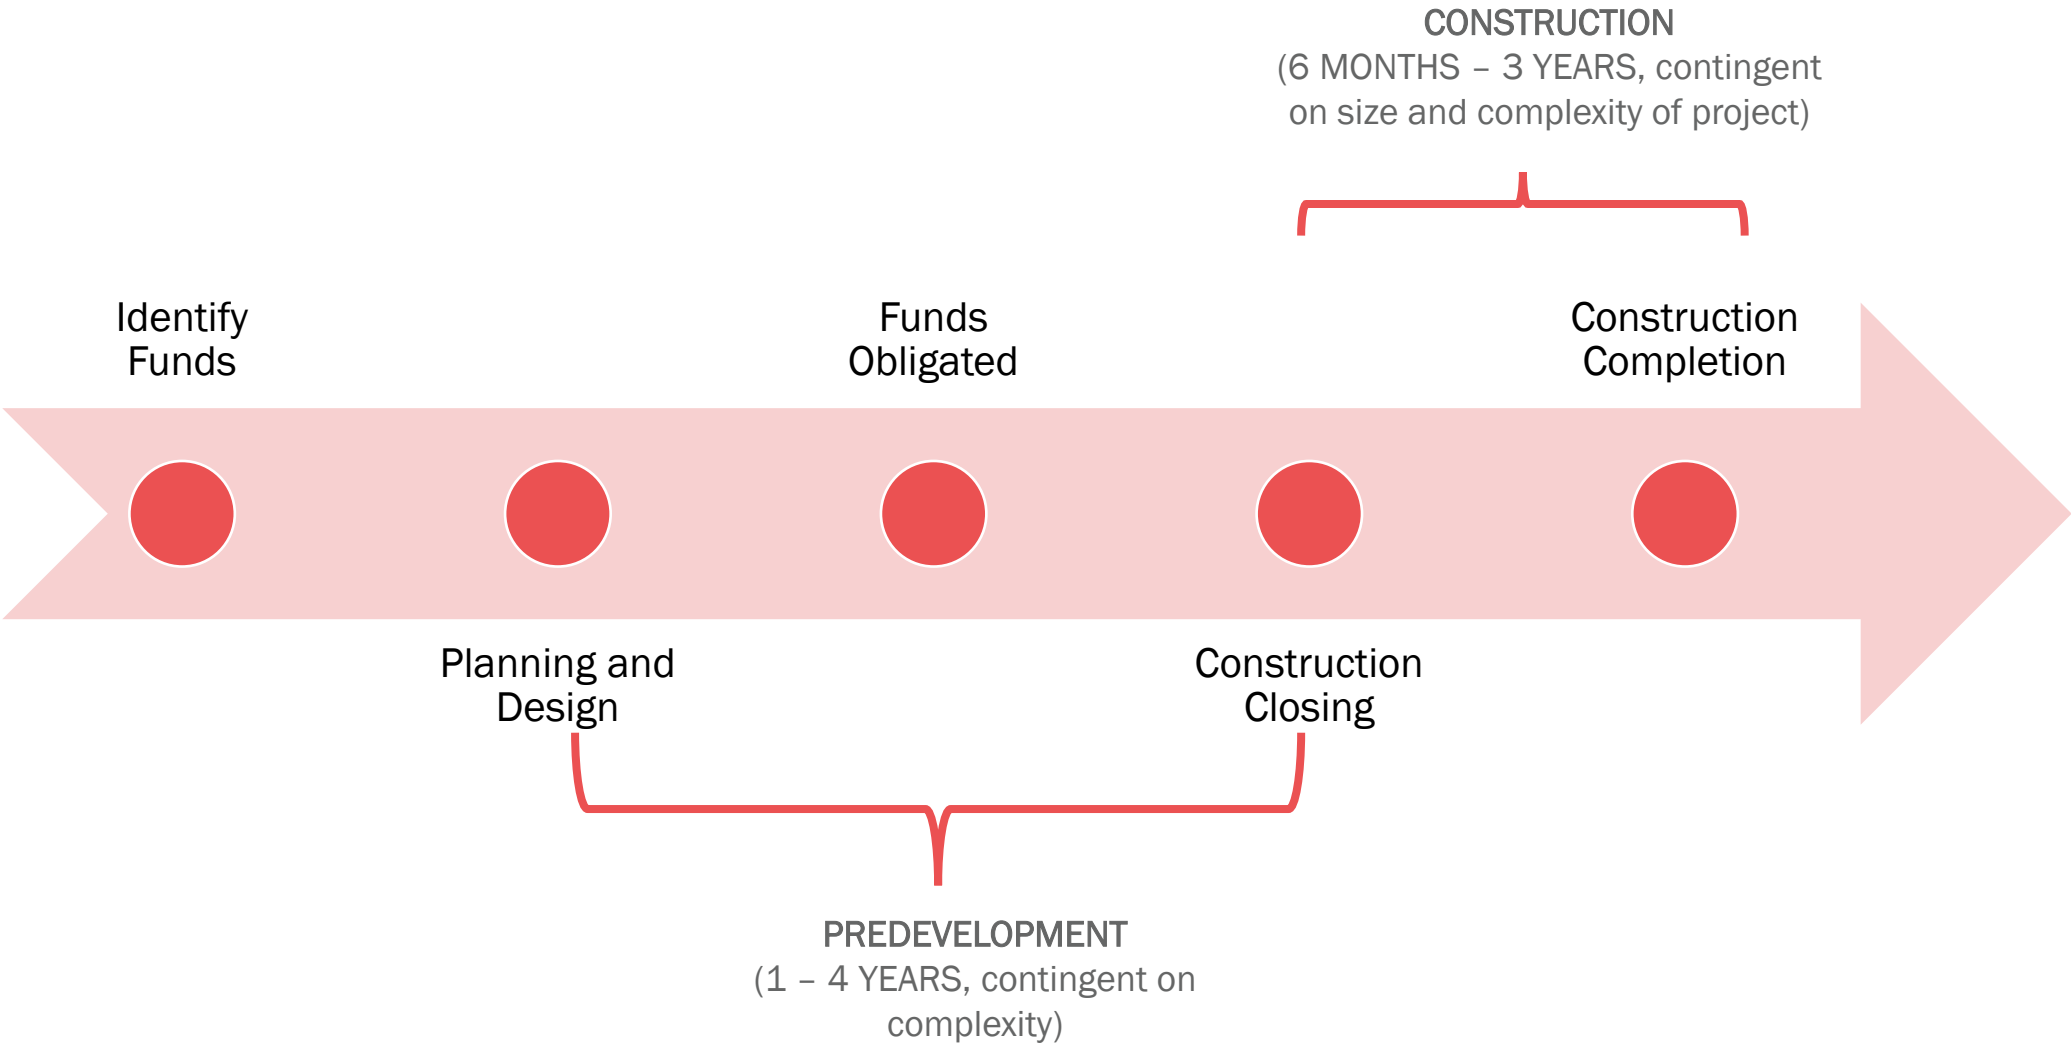 CONSTRUCTION
(6 MONTHS – 3 YEARS, contingent
on size and complexity of project)
Identify
Funds
Funds
Obligated
Construction
Completion
Planning and
Design
Construction
Closing
PREDEVELOPMENT
(1 – 4 YEARS, contingent on
complexity)